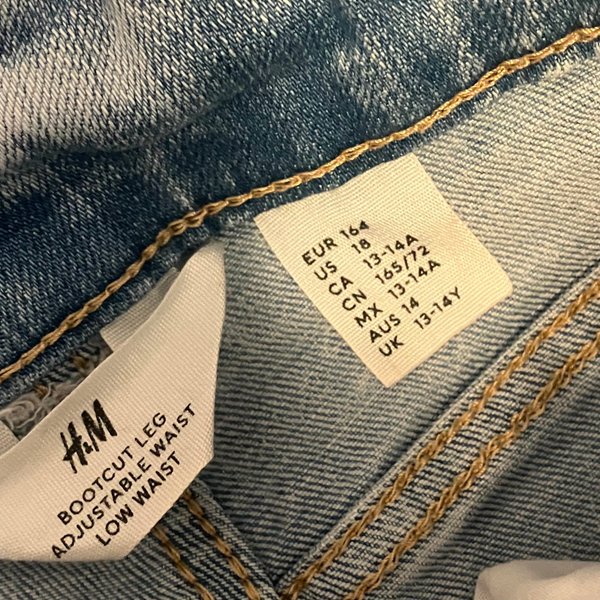 EUR 164
US 18
CA 13-14A
CN 165/72
MX 13-14A
AUS 14
UK 13-14Y
H&M
BOOTCUT LEG
ADJUSTABLE WAIST
LOW WAIST